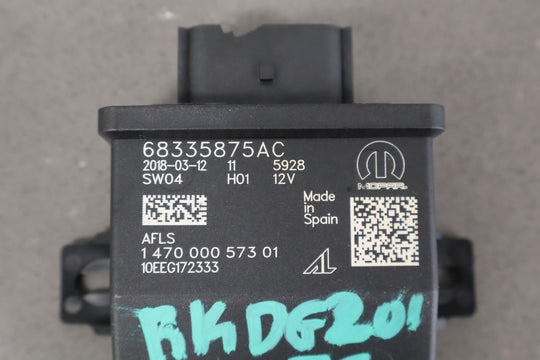 68335875AC
2018-03-12 11 5928
SW04 H01 12V
MOPAR
Made
in
Spain
AFLS
1 470 000 573 01
10EEG172333
RKDG201